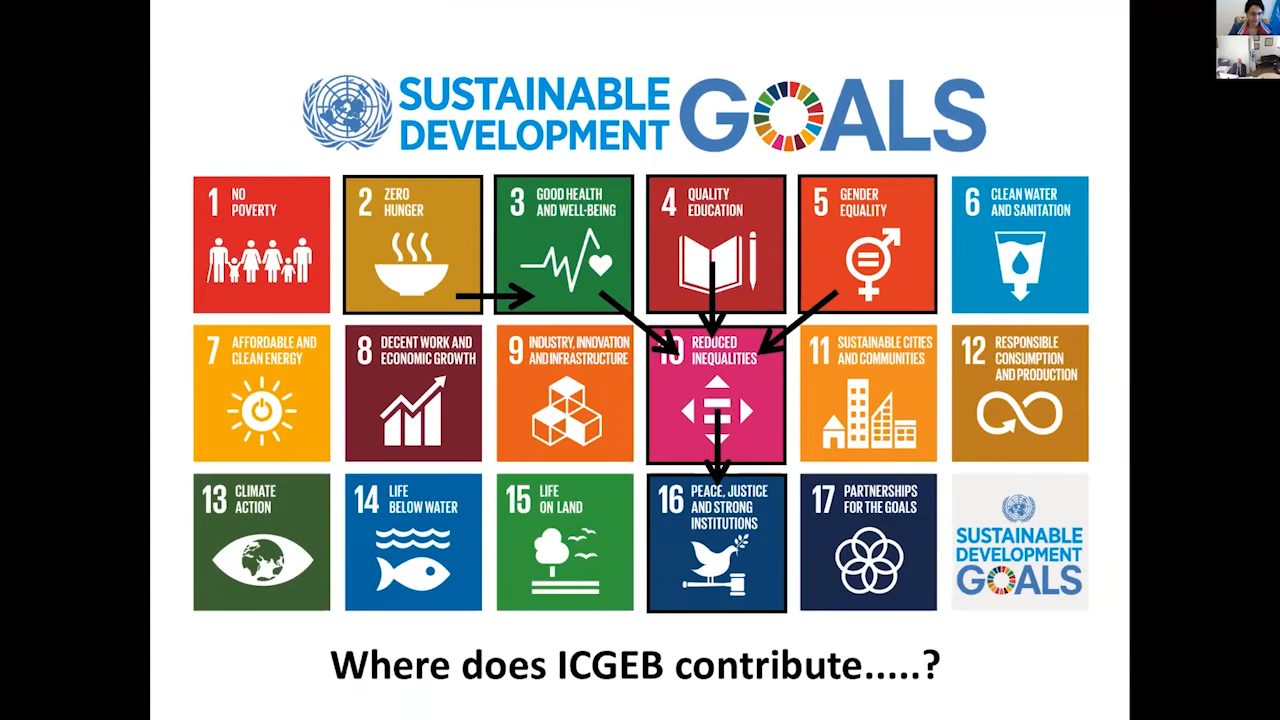 SUSTAINABLE
DEVELOPMENT
GOALS
1 NO
POVERTY
2 ZERO
HUNGER
3 GOOD HEALTH
AND WELL-BEING
4 QUALITY
EDUCATION
5 GENDER
EQUALITY
6 CLEAN WATER
AND SANITATION
7 AFFORDABLE AND
CLEAN ENERGY
8 DECENT WORK AND
ECONOMIC GROWTH
9 INDUSTRY, INNOVATION
AND INFRASTRUCTURE
10 REDUCED
INEQUALITIES
11 SUSTAINABLE CITIES
AND COMMUNITIES
12 RESPONSIBLE
CONSUMPTION
AND PRODUCTION
13 CLIMATE
ACTION
14 LIFE
BELOW WATER
15 LIFE
ON LAND
16 PEACE, JUSTICE
AND STRONG
INSTITUTIONS
17 PARTNERSHIPS
FOR THE GOALS
SUSTAINABLE
DEVELOPMENT
GOALS
Where does ICGEB contribute.....?